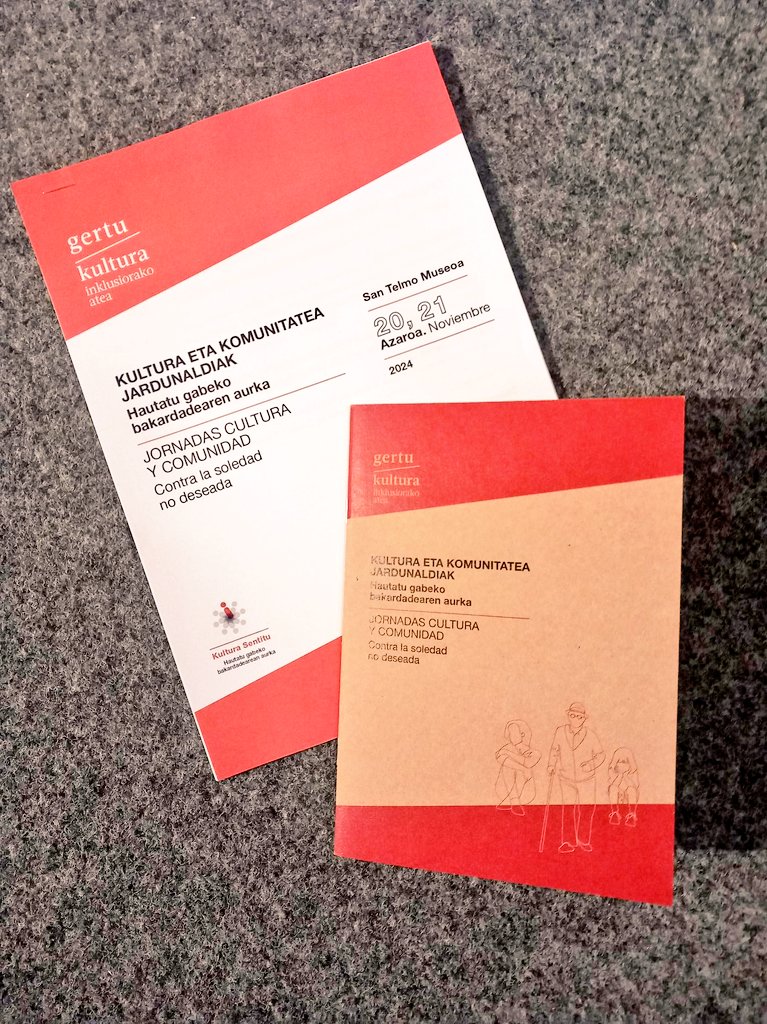 gertu
kultura
inklusiorako
atea
KULTURA ETA KOMUNITATEA
JARDUNALDIAK
Hautatu gabeko
bakardadearen aurka
JORNADAS CULTURA
Y COMUNIDAD
Contra la soledad
no deseada
San Telmo Museoa
20, 21
Azaroa. Noviembre
2024
Kultura Sentitu
Hautatu gabeko
bakardadearen aurka
gertu
kultura
inklusiorako
atea
KULTURA ETA KOMUNITATEA
JARDUNALDIAK
Hautatu gabeko
bakardadearen aurka
JORNADAS CULTURA
Y COMUNIDAD
Contra la soledad
no deseada